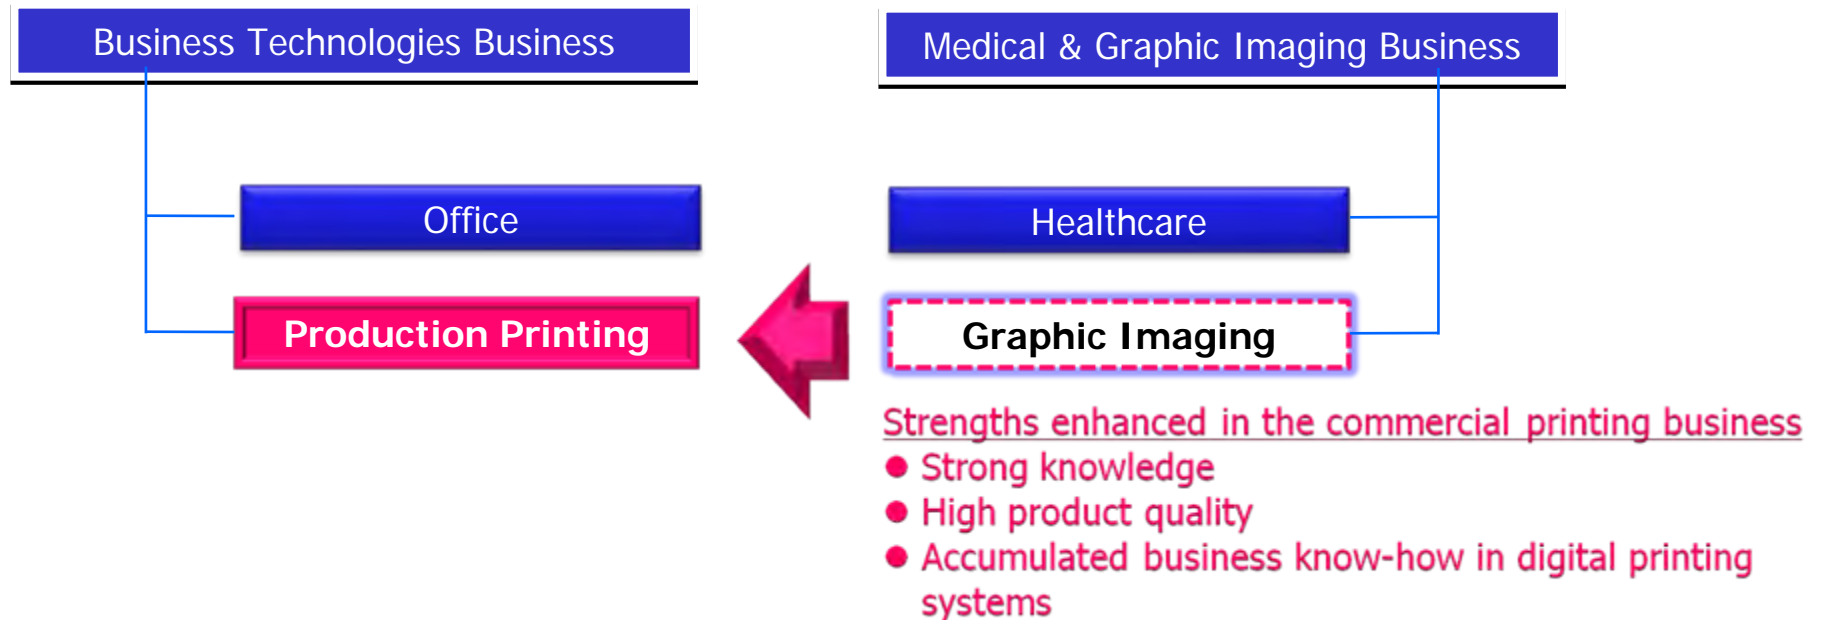 Business Technologies Business
Medical & Graphic Imaging Business
Office
Healthcare
Production Printing
Graphic Imaging
Strengths enhanced in the commercial printing business
● Strong knowledge
● High product quality
● Accumulated business know-how in digital printing
systems